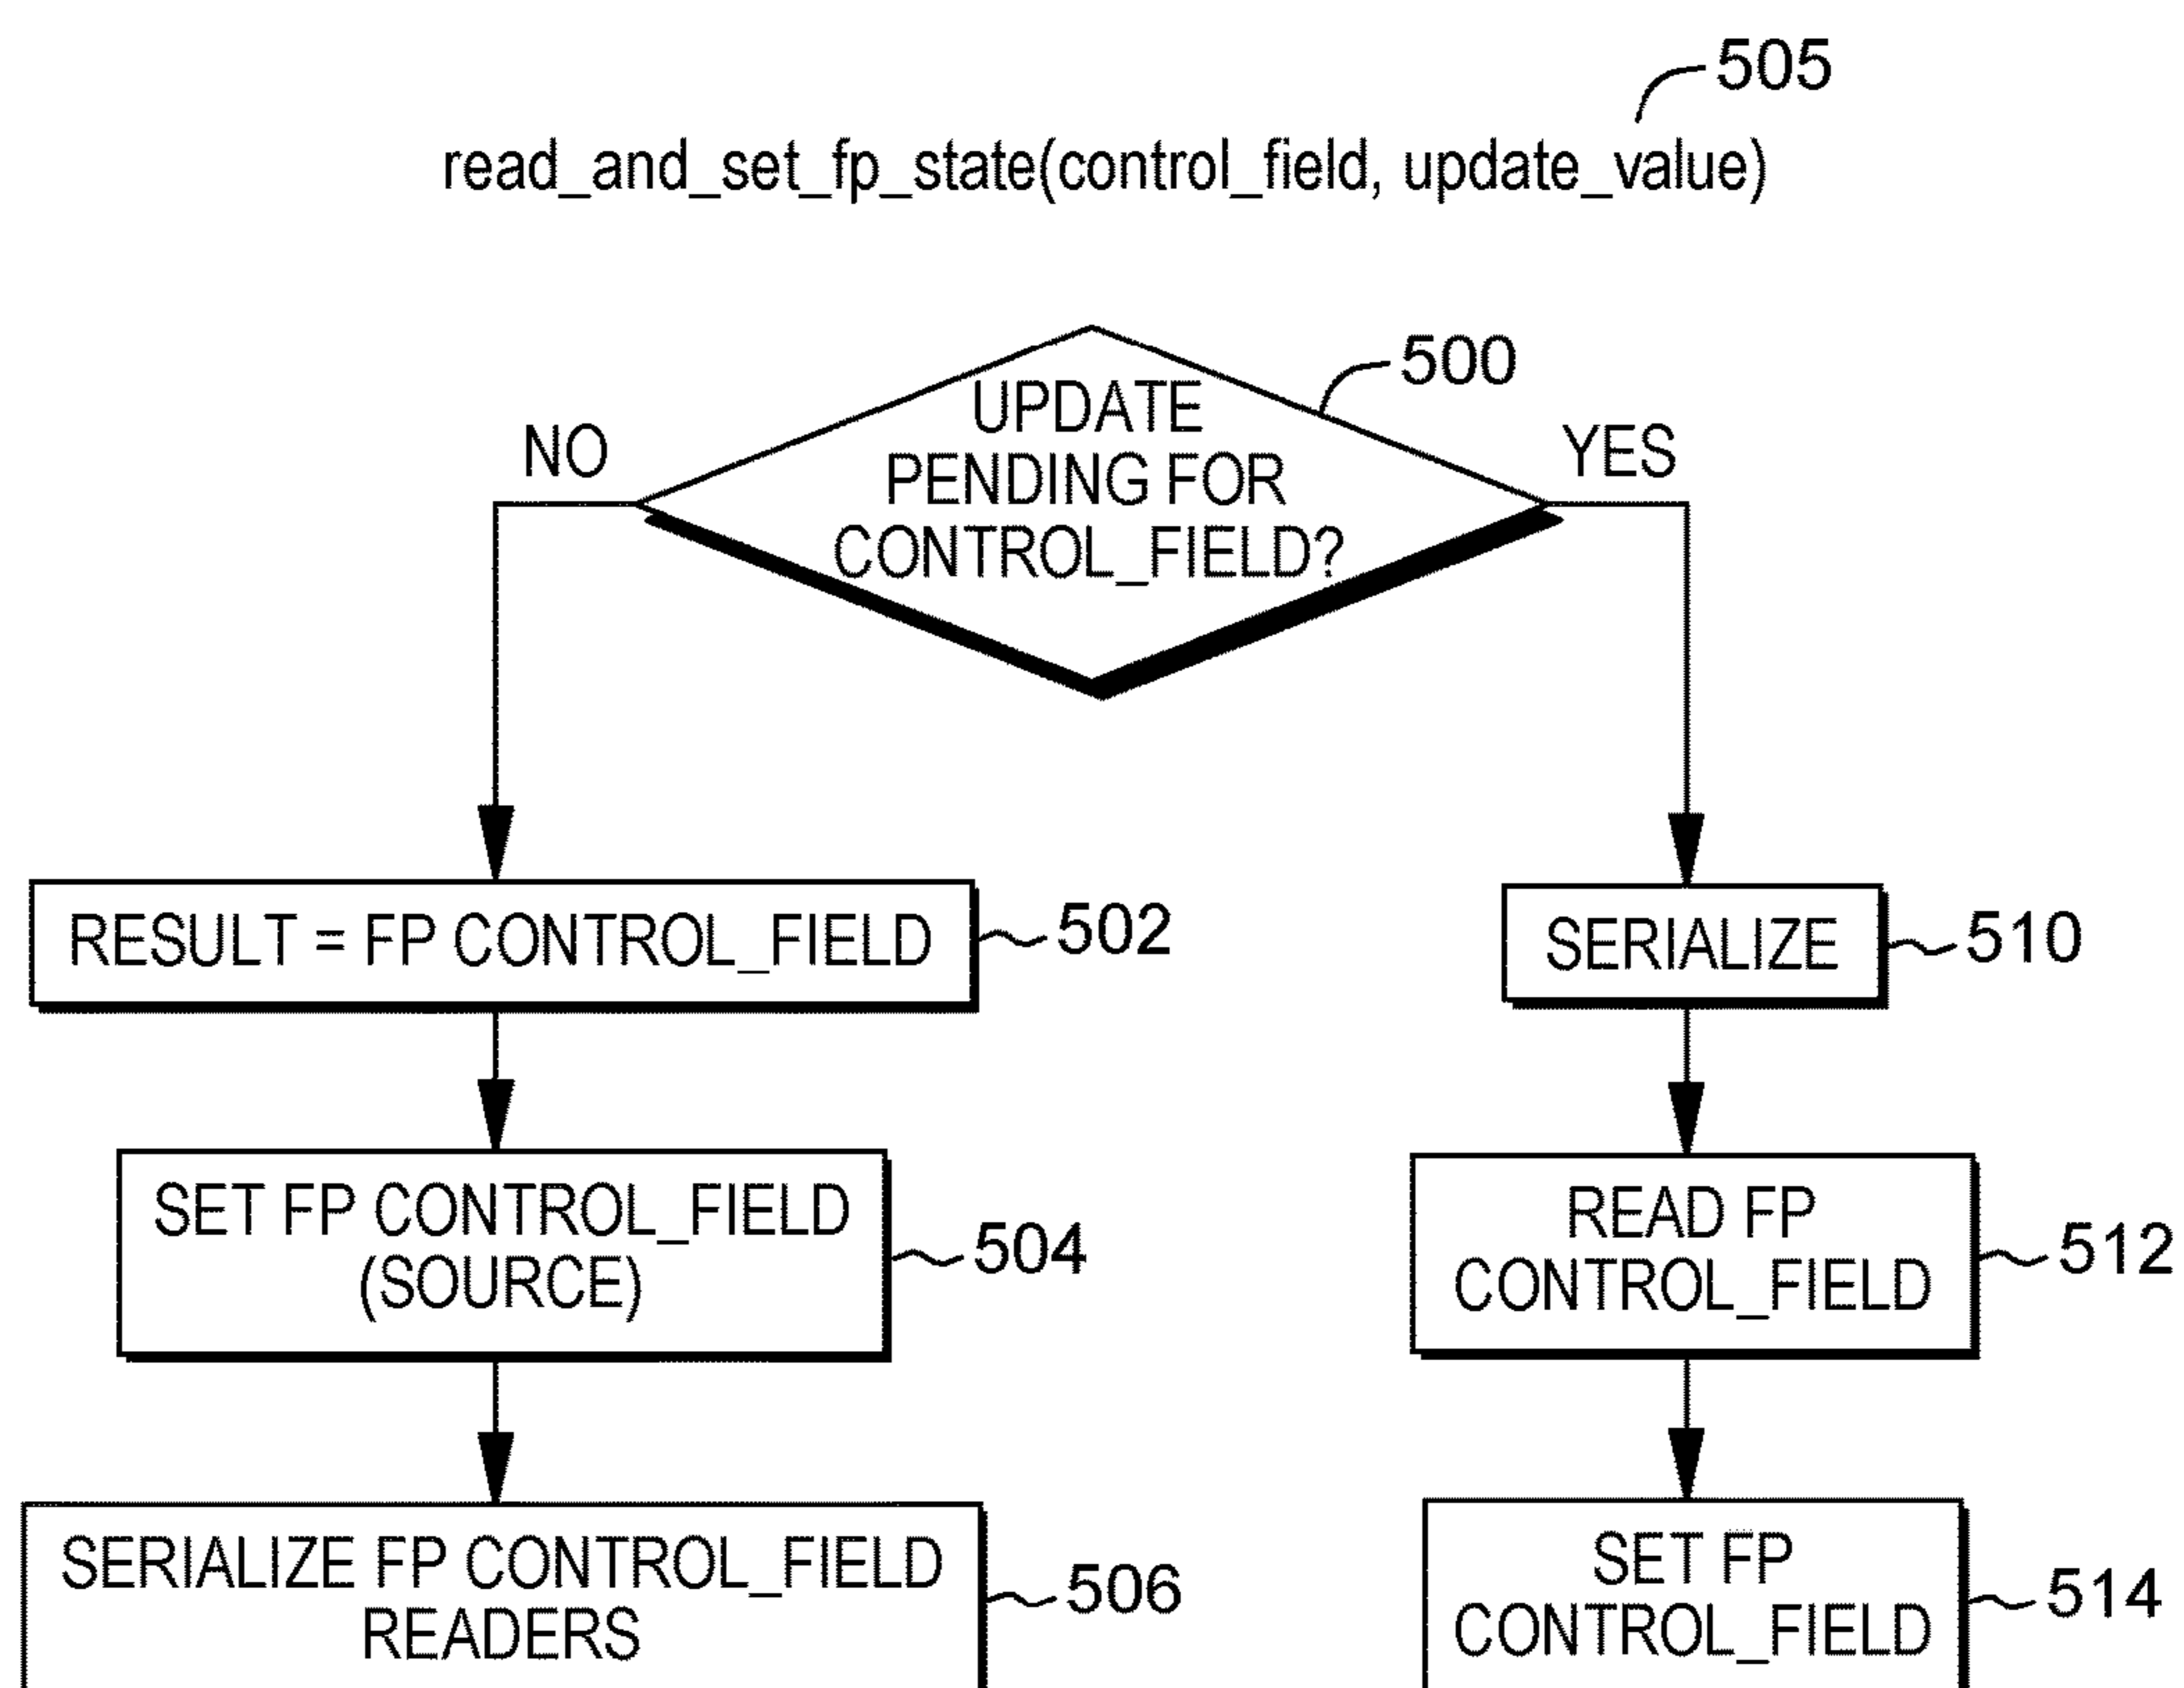 505
read_and_set_fp_state(control_field, update_value)
500
UPDATE
PENDING FOR
CONTROL_FIELD?
NO
YES
RESULT = FP CONTROL_FIELD
502
SERIALIZE
510
SET FP CONTROL_FIELD
(SOURCE)
504
READ FP
CONTROL_FIELD
512
SERIALIZE FP CONTROL_FIELD
READERS
506
SET FP
CONTROL_FIELD
514